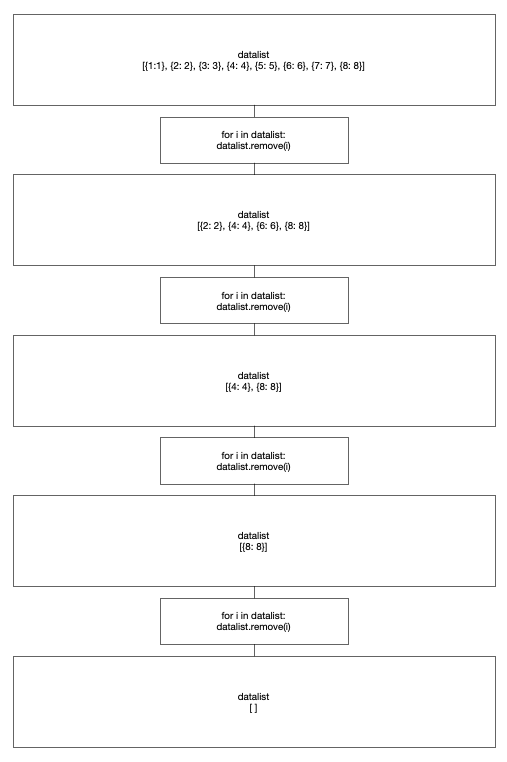 datalist
[{1:1}, {2: 2}, {3: 3}, {4: 4}, {5: 5}, {6: 6}, {7: 7}, {8: 8}]
for i in datalist:
datalist.remove(i)
datalist
[{2: 2}, {4: 4}, {6: 6}, {8: 8}]
for i in datalist:
datalist.remove(i)
datalist
[{4: 4}, {8: 8}]
for i in datalist:
datalist.remove(i)
datalist
[{8: 8}]
for i in datalist:
datalist.remove(i)
datalist
[ ]